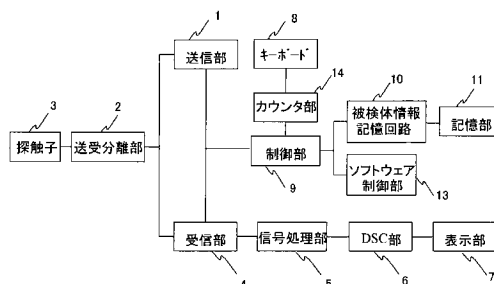 1
送信部
8
キーボード
14
カウンタ部
10
被検体情報
記憶回路
11
記憶部
3
探触子
2
送受分離部
制御部
9
ソフトウェア
制御部
13
受信部
4
信号処理部
5
DSC部
6
表示部
7